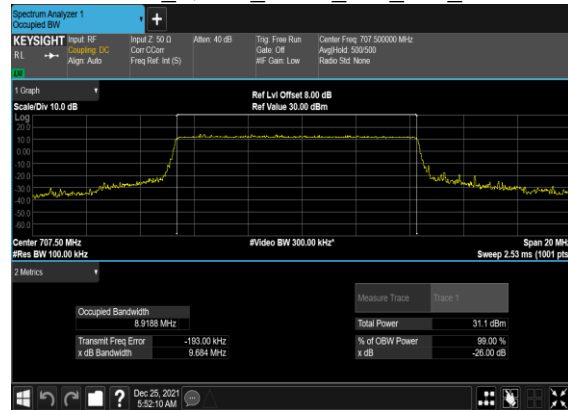 Spectrum Analyzer 1
Occupied BW
+
KEYSIGHT Input: RF Input Z: 50 Ω Atten: 40 dB Trig: Free Run Center Freq: 707.500000 MHz
RL Coupling: DC Corr CCorr Gate: Off Avg|Hold: 500/500
Align: Auto Freq Ref: Int (S) #IF Gain: Low Radio Std: None
1 Graph Ref Lvl Offset 8.00 dB
Scale/Div 10.0 dB Ref Value 30.00 dBm
Log
20.0
10.0
0.00
-10.0
-20.0
-30.0
-40.0
-50.0
-60.0
Center 707.50 MHz #Video BW 300.00 kHz* Span 20 MHz
#Res BW 100.00 kHz Sweep 2.53 ms (1001 pts
2 Metrics
Measure Trace Trace 1
Occupied Bandwidth
8.9188 MHz Total Power 31.1 dBm
Transmit Freq Error -193.00 kHz % of OBW Power 99.00 %
x dB Bandwidth 9.684 MHz x dB -26.00 dB
? Dec 25, 2021
5:52:10 AM